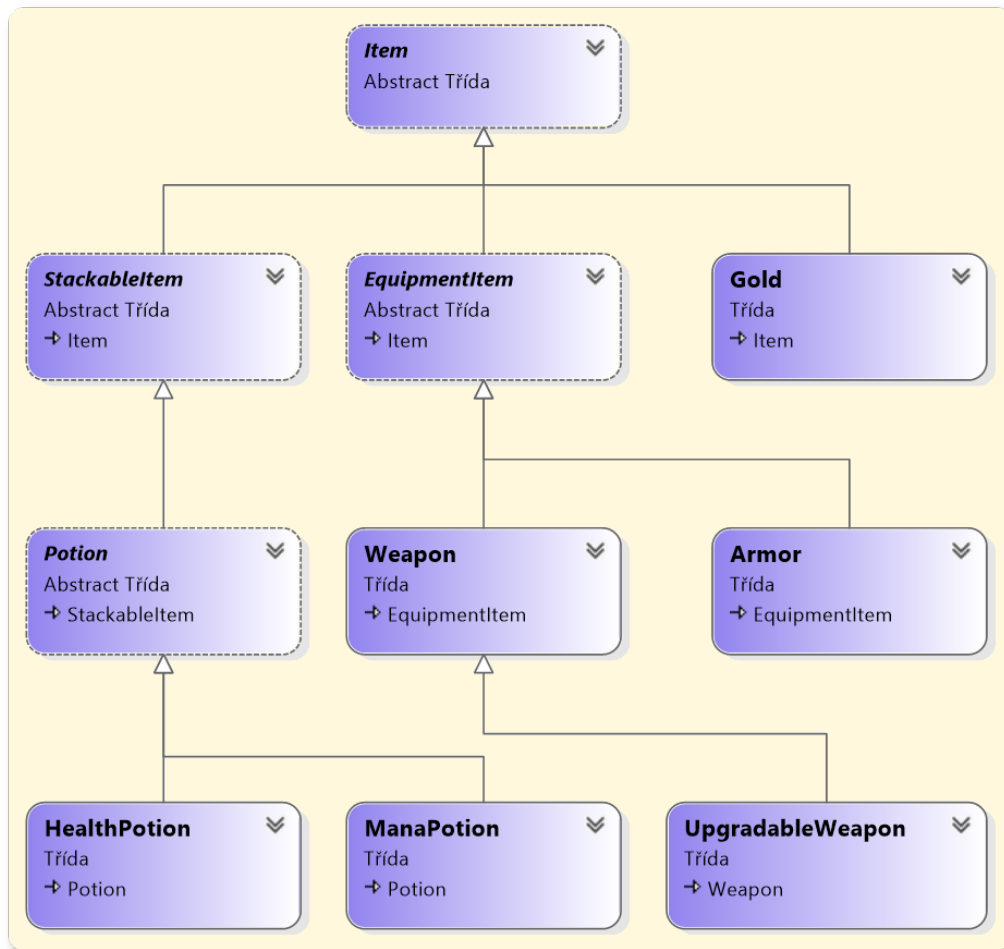 Item
Abstract Třída
StackableItem
Abstract Třída
Item
EquipmentItem
Abstract Třída
Item
Gold
Třída
Item
Potion
Abstract Třída
StackableItem
Weapon
Třída
EquipmentItem
Armor
Třída
EquipmentItem
HealthPotion
Třída
Potion
ManaPotion
Třída
Potion
UpgradableWeapon
Třída
Weapon